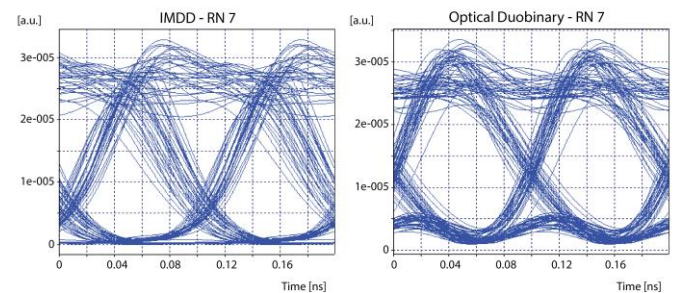 IMDD - RN 7
[a.u.]
3e-005
2e-005
1e-005
0
0 0.04 0.08 0.12 0.16
Time [ns]
Optical Duobinary - RN 7
[a.u.]
3e-005
2e-005
1e-005
0
0 0.04 0.08 0.12 0.16
Time [ns]